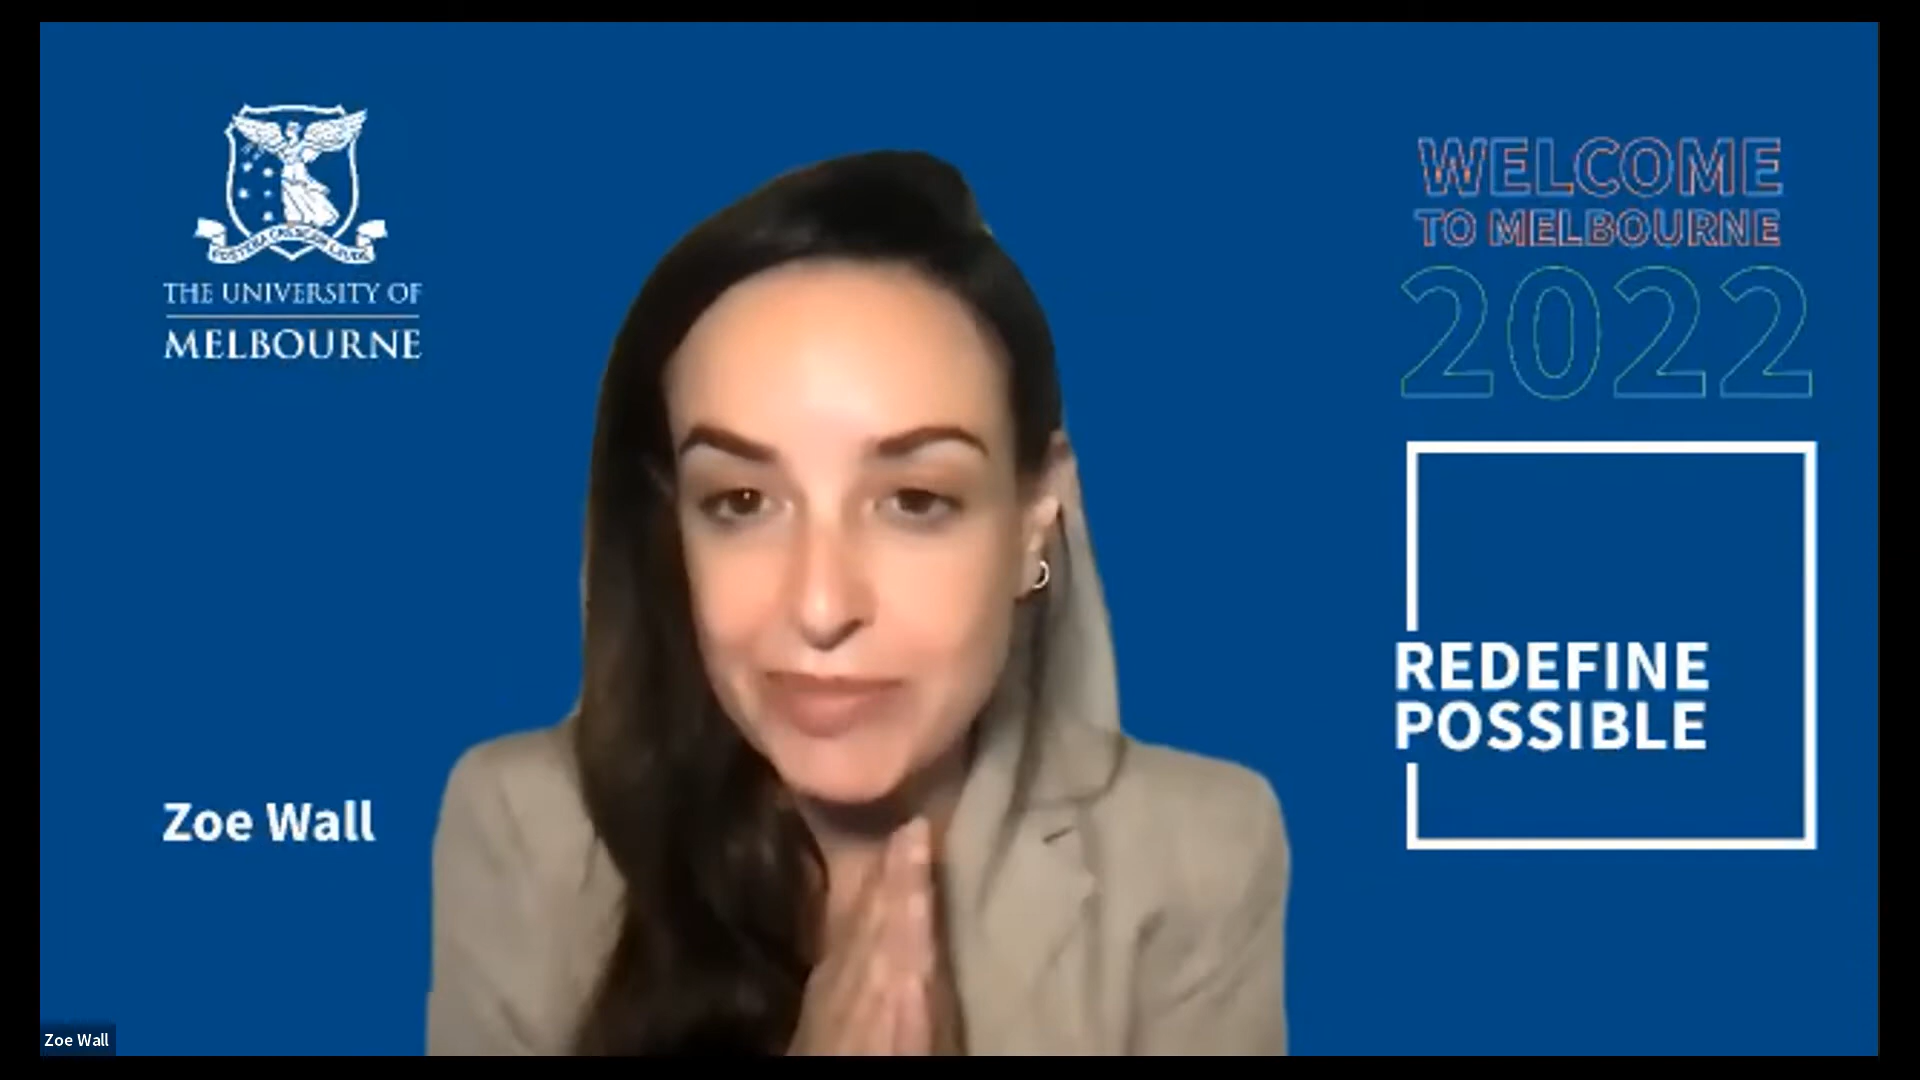 THE UNIVERSITY OF
MELBOURNE
WELCOME
TO MELBOURNE
2022
REDEFINE
POSSIBLE
Zoe Wall
Zoe Wall